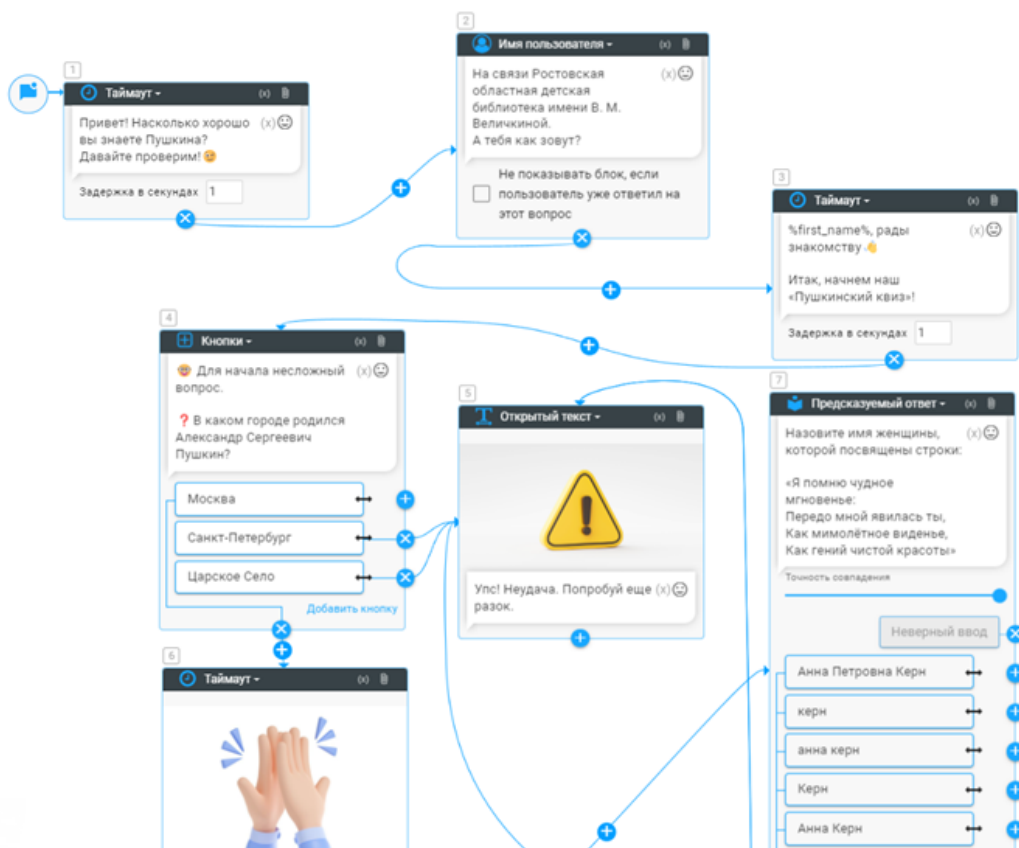 1
Таймаут
(x)
Привет! Насколько хорошо (x)
вы знаете Пушкина?
Давайте проверим!
Задержка в секундах 1
2
Имя пользователя
(x)
На связи Ростовская (x)
областная детская
библиотека имени В. М.
Величкиной.
А тебя как зовут?
Не показывать блок, если
пользователь уже ответил на
этот вопрос
3
Таймаут
(x)
%first_name%, рады (x)
знакомству
Итак, начнем наш
«Пушкинский квиз»!
Задержка в секундах 1
4
Кнопки
(x)
Для начала несложный (x)
вопрос.
? В каком городе родился
Александр Сергеевич
Пушкин?
Москва
Санкт-Петербург
Царское Село
Добавить кнопку
5
Открытый текст
(x)
Упс! Неудача. Попробуй еще (x)
разок.
6
Таймаут
(x)
7
Предсказуемый ответ
(x)
Назовите имя женщины, (x)
которой посвящены строки:
«Я помню чудное
мгновенье:
Передо мной явилась ты,
Как мимолётное виденье,
Как гений чистой красоты»
Точность совпадения
Неверный ввод
Анна Петровна Керн
керн
анна керн
Керн
Анна Керн